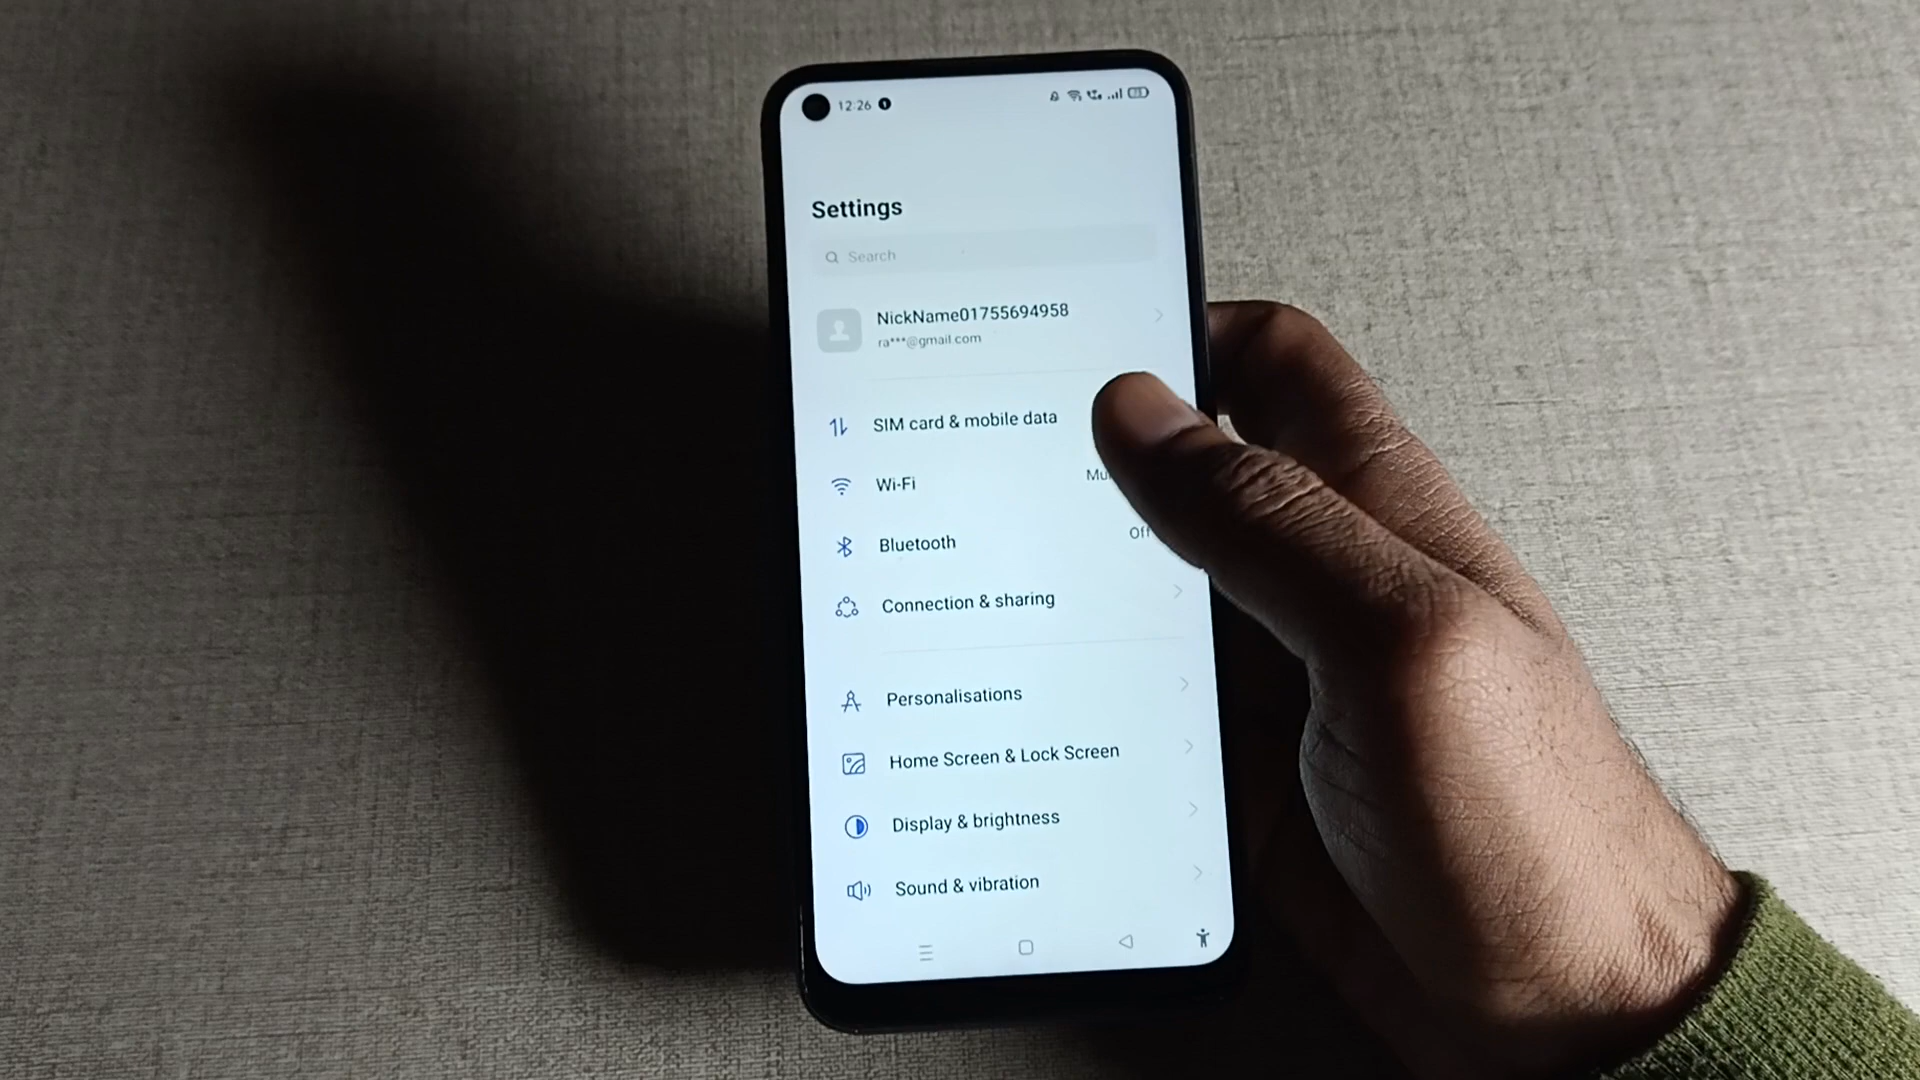 12:26
Settings
Search
NickName01755694958
ra***@gmail.com
SIM card & mobile data
Wi-Fi
Bluetooth Off
Connection & sharing
Personalisations
Home Screen & Lock Screen
Display & brightness
Sound & vibration